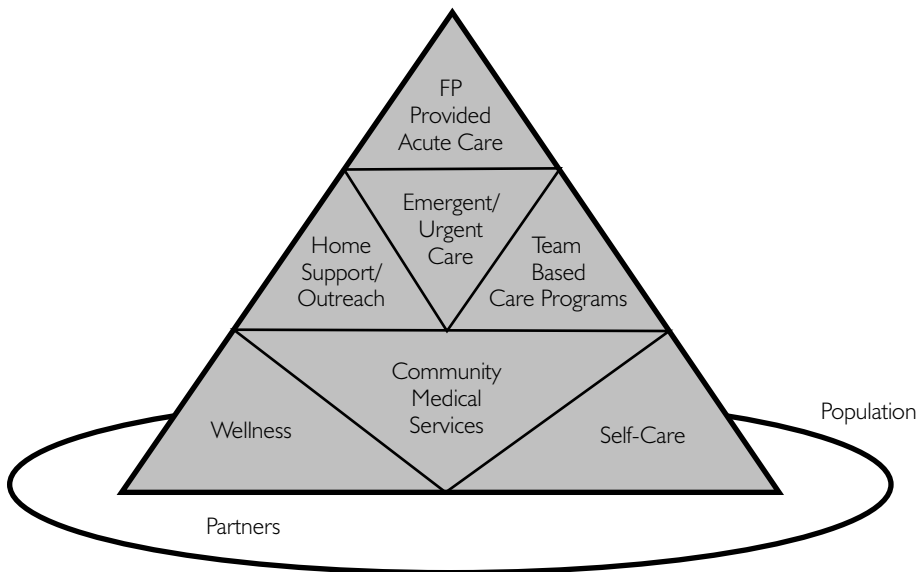 FP
Provided
Acute Care
Emergent/
Urgent
Care
Home
Support/
Outreach
Team
Based
Care Programs
Community
Medical
Services
Wellness
Self-Care
Population
Partners